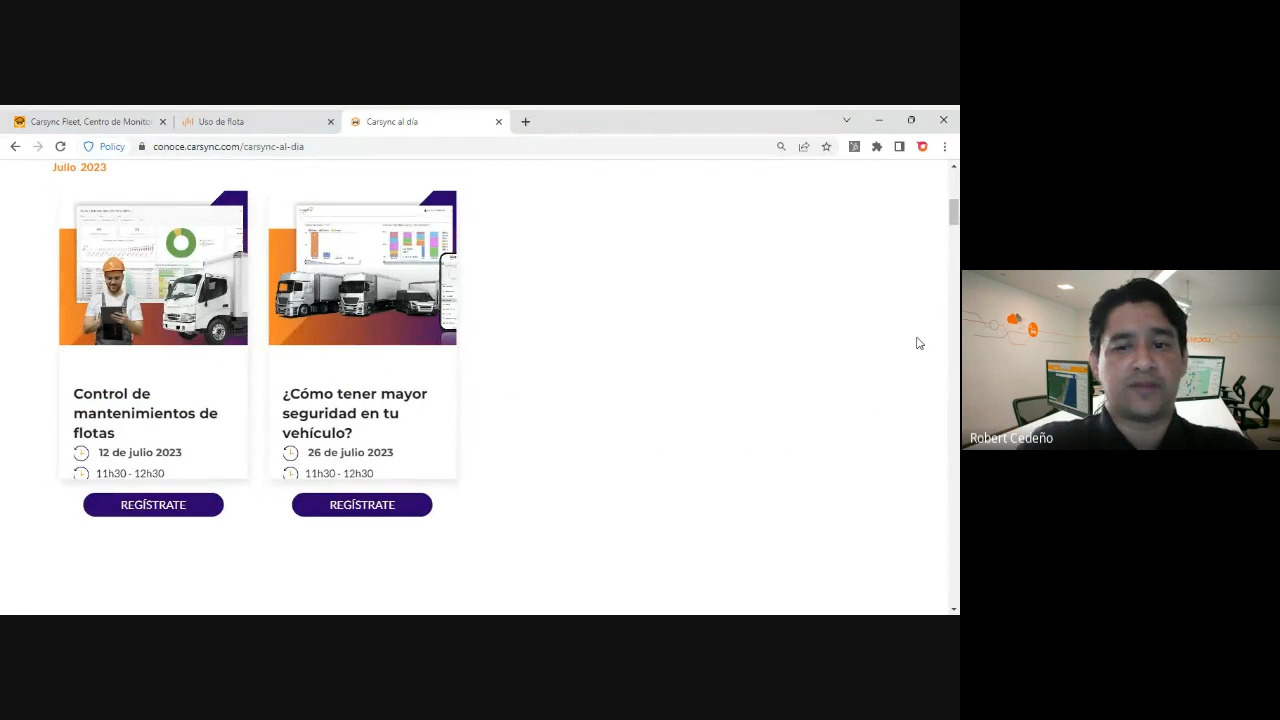 Carsync Fleet, Centro de Monito
Uso de flota
Carsync al día
Policy
conoce.carsync.com/carsync-al-dia
Julio 2023
Control de
mantenimientos de
flotas
12 de julio 2023
11h30 - 12h30
REGÍSTRATE
¿Cómo tener mayor
seguridad en tu
vehículo?
26 de julio 2023
11h30 - 12h30
REGÍSTRATE
Robert Cedeño